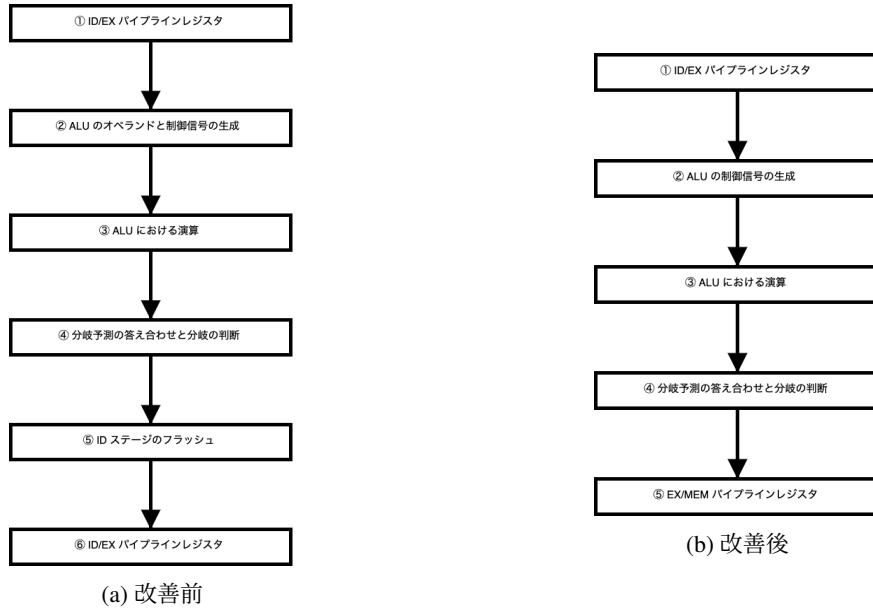 ① ID/EX パイプラインレジスタ
② ALU のオペランドと制御信号の生成
③ ALU における演算
④ 分岐予測の答え合わせと分岐の判断
⑤ ID ステージのフラッシュ
⑥ ID/EX パイプラインレジスタ
(a) 改善前
① ID/EX パイプラインレジスタ
② ALU の制御信号の生成
③ ALU における演算
④ 分岐予測の答え合わせと分岐の判断
⑤ EX/MEM パイプラインレジスタ
(b) 改善後